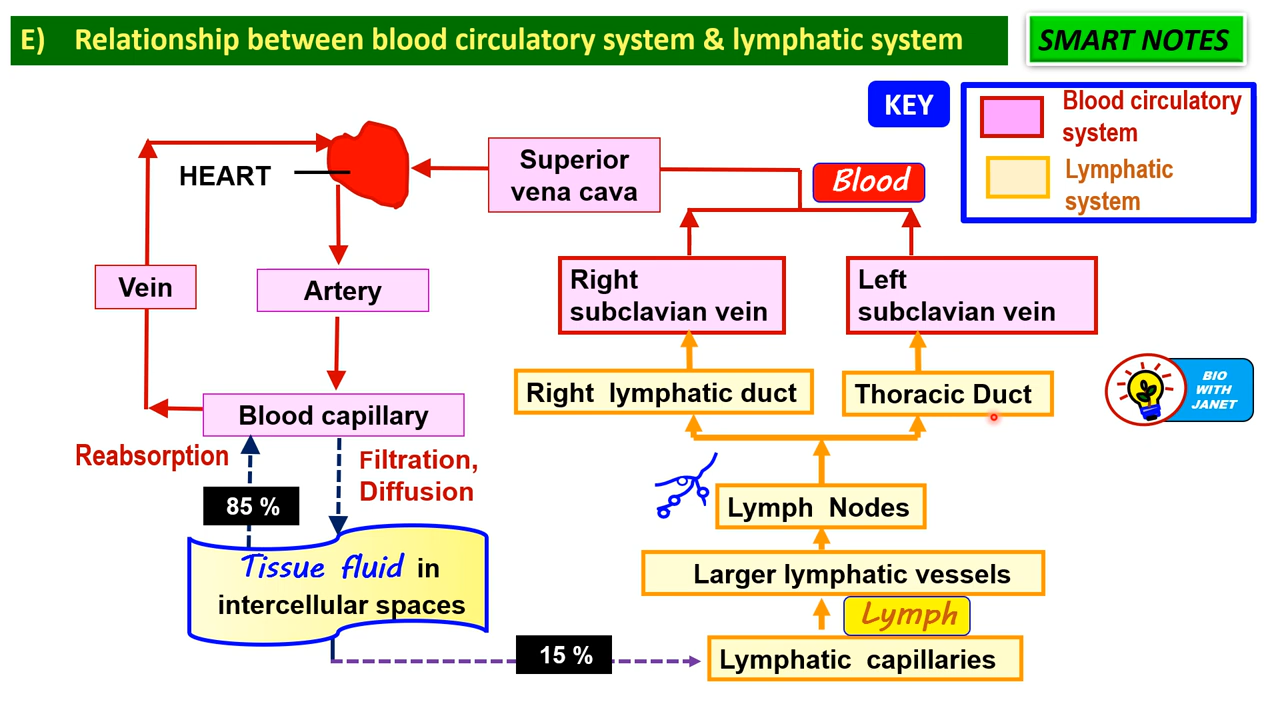 E) Relationship between blood circulatory system & lymphatic system
SMART NOTES
KEY
Blood circulatory
system
Lymphatic
system
HEART
Superior
vena cava
Blood
Vein
Artery
Right
subclavian vein
Left
subclavian vein
Right lymphatic duct
Thoracic Duct
BIO
WITH
JANET
Blood capillary
Reabsorption
Filtration,
Diffusion
85 %
Lymph Nodes
Tissue fluid in
intercellular spaces
Larger lymphatic vessels
Lymph
15 %
Lymphatic capillaries